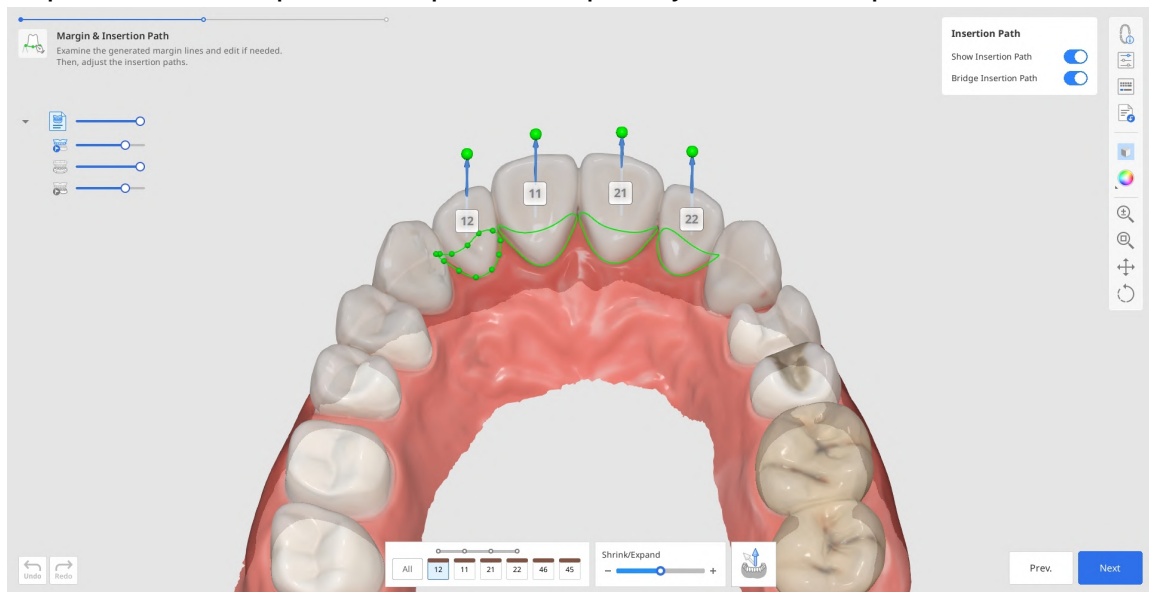 Margin & Insertion Path
Examine the generated margin lines and edit if needed.
Then, adjust the insertion paths.
Insertion Path
Show Insertion Path
Bridge Insertion Path
11
21
12
22
All
12
11
21
22
46
45
Shrink/Expand
Undo
Redo
Prev.
Next